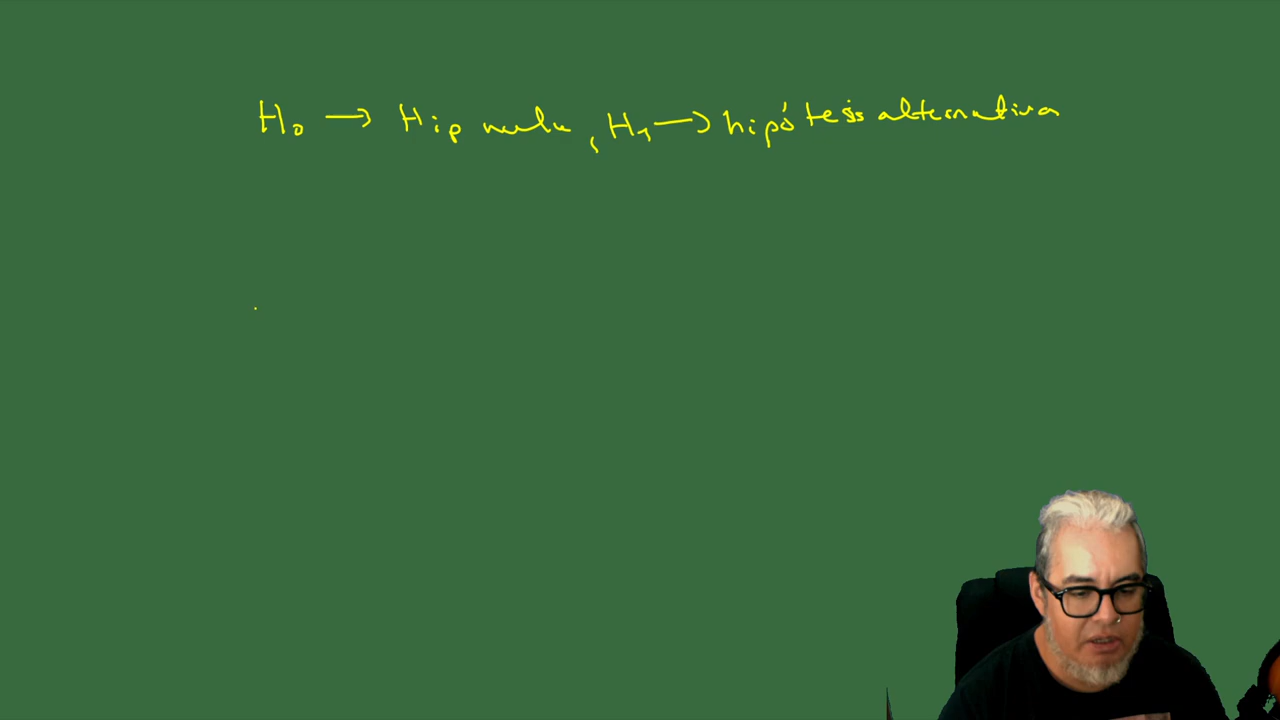 H₀ → Hip nula, H₁ → hipótesis alternativa